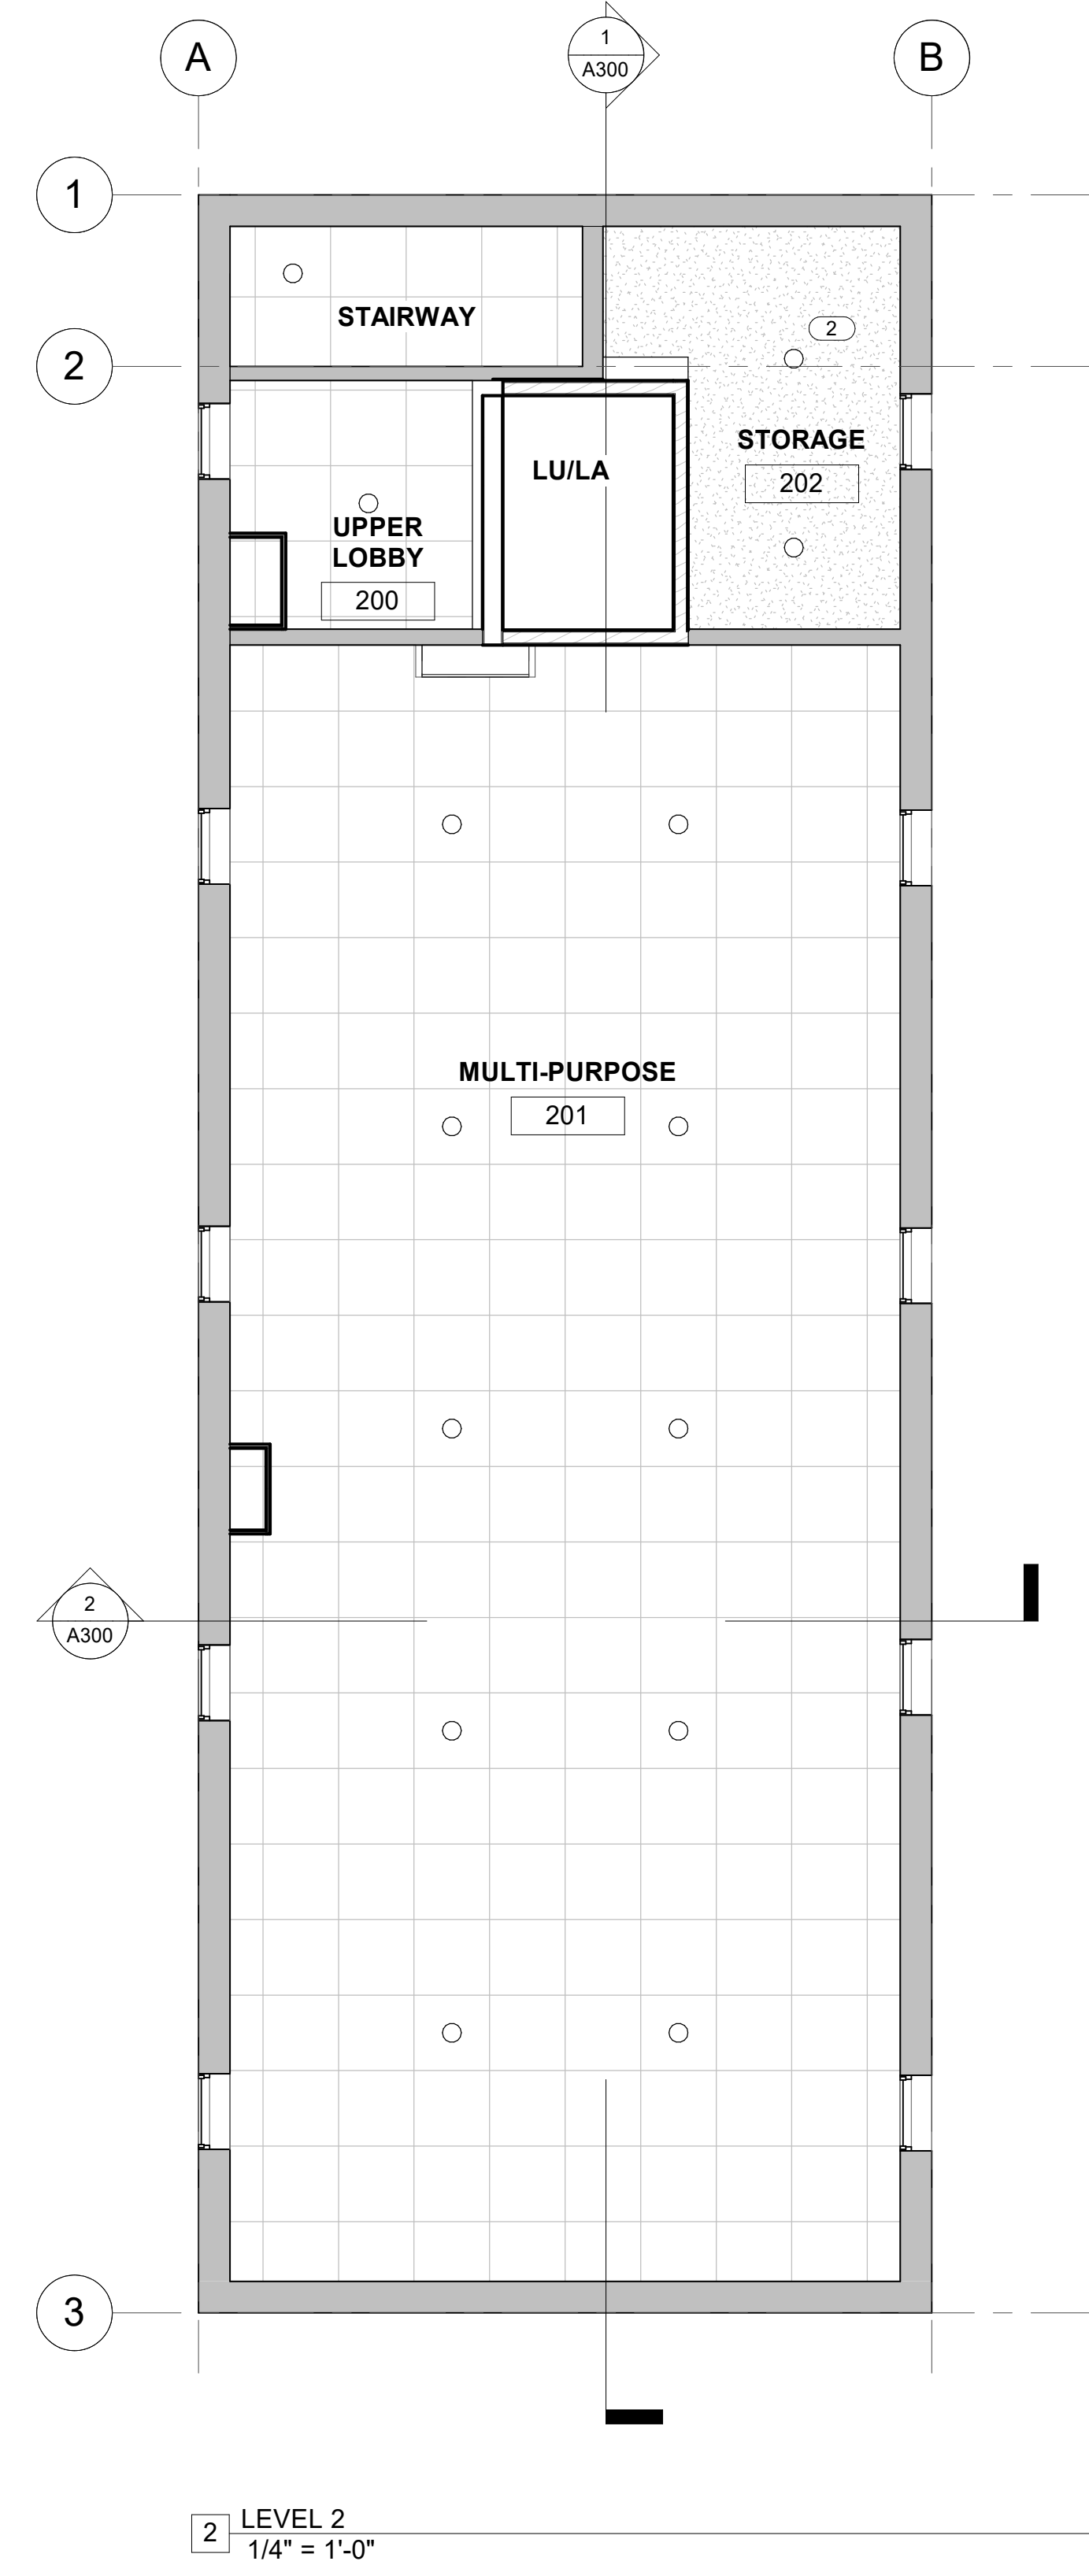 A
1
A300
B
1
2
STAIRWAY
2
STORAGE
202
LU/LA
UPPER
LOBBY
200
MULTI-PURPOSE
201
2
A300
3
2
LEVEL 2
1/4" = 1'-0"